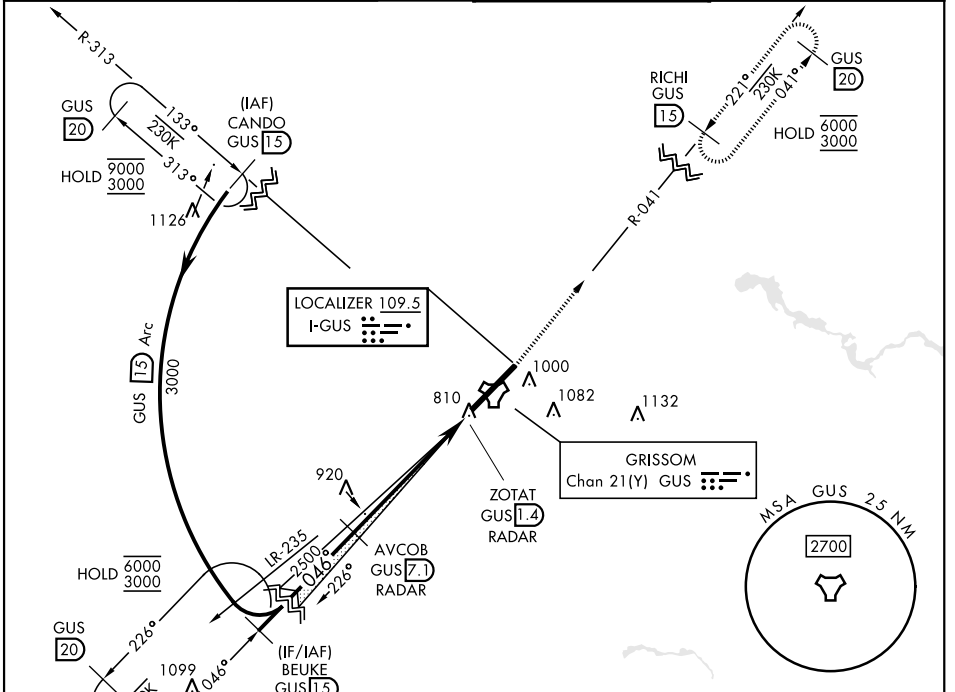 R-313
GUS
20
133°
230K
313°
HOLD 9000
3000
(IAF)
CANDO
GUS 15
1126
RICHI
GUS
15
221°
230K
041°
GUS
20
HOLD 6000
3000
R-041
LOCALIZER 109.5
I-GUS
GUS 15 Arc
3000
810
1000
1082
1132
GRISSOM
Chan 21(Y) GUS
ZOTAT
GUS 1.4
RADAR
920
AVCOB
GUS 7.1
RADAR
LR-235
2500
046°
226°
HOLD 6000
3000
GUS
20
226°
1099
046°
(IF/IAF)
BEUKE
GUS 15
MSA GUS 25 NM
2700